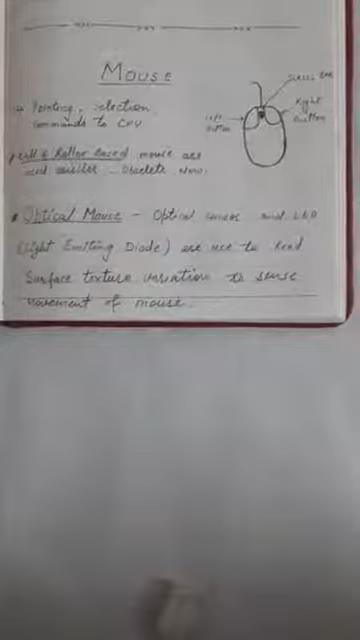 Mouse
→ Pointing, selection
commands to CPU
Scroll
Left
Button
Right
Button
Ball & Roller Based mouse are
used earlier - Obsolete Now.
Optical Mouse - Optical sensor and LED
(Light Emitting Diode) are use to Read
Surface texture variation to sense
movement of mouse.